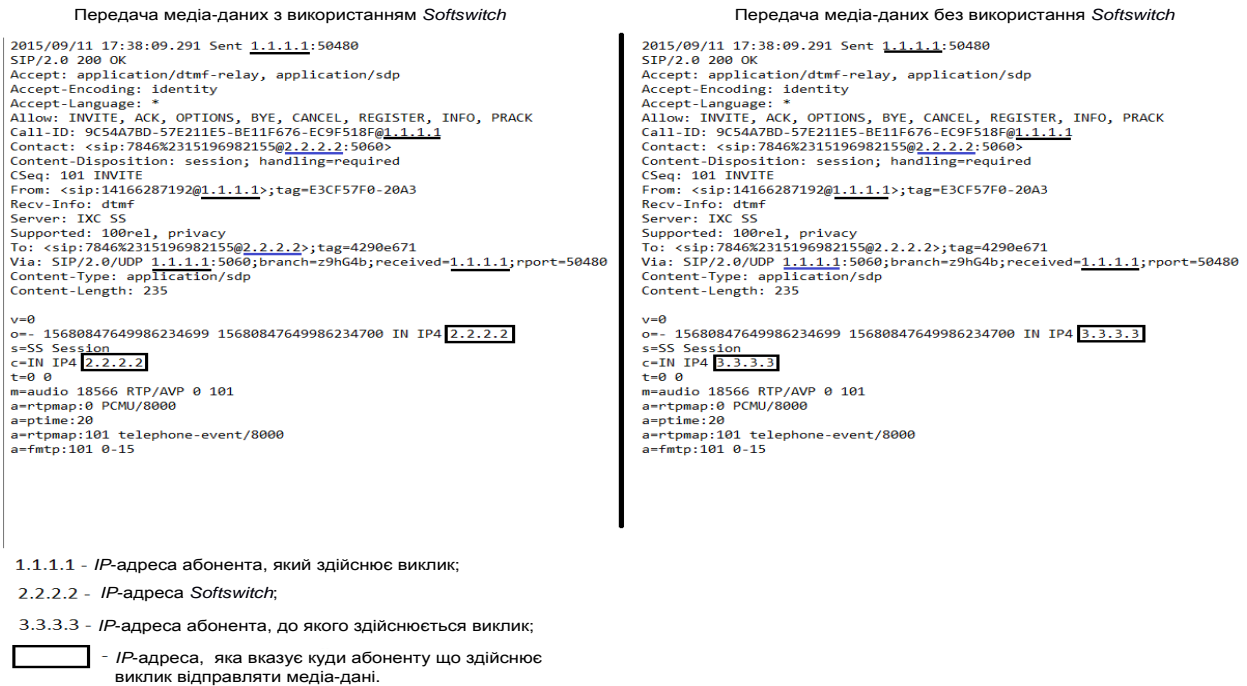 Передача медіа-даних з використанням Softswitch
2015/09/11 17:38:09.291 Sent 1.1.1.1:50480
SIP/2.0 200 OK
Accept: application/dtmf-relay, application/sdp
Accept-Encoding: identity
Accept-Language: *
Allow: INVITE, ACK, OPTIONS, BYE, CANCEL, REGISTER, INFO, PRACK
Call-ID: 9C54A7BD-57E211E5-BE11F676-EC9F518F@1.1.1.1
Contact: <sip:7846%2315196982155@2.2.2.2:5060>
Content-Disposition: session; handling=required
CSeq: 101 INVITE
From: <sip:14166287192@1.1.1.1>;tag=E3CF57F0-20A3
Recv-Info: dtmf
Server: IXC SS
Supported: 100rel, privacy
To: <sip:7846%2315196982155@2.2.2.2>;tag=4290e671
Via: SIP/2.0/UDP 1.1.1.1:5060;branch=z9hG4b;received=1.1.1.1;rport=50480
Content-Type: application/sdp
Content-Length: 235
v=0
o=- 15680847649986234699 15680847649986234700 IN IP4 2.2.2.2
s=SS Session
c=IN IP4 2.2.2.2
t=0 0
m=audio 18566 RTP/AVP 0 101
a=rtpmap:0 PCMU/8000
a=ptime:20
a=rtpmap:101 telephone-event/8000
a=fmtp:101 0-15
Передача медіа-даних без використання Softswitch
2015/09/11 17:38:09.291 Sent 1.1.1.1:50480
SIP/2.0 200 OK
Accept: application/dtmf-relay, application/sdp
Accept-Encoding: identity
Accept-Language: *
Allow: INVITE, ACK, OPTIONS, BYE, CANCEL, REGISTER, INFO, PRACK
Call-ID: 9C54A7BD-57E211E5-BE11F676-EC9F518F@1.1.1.1
Contact: <sip:7846%2315196982155@2.2.2.2:5060>
Content-Disposition: session; handling=required
CSeq: 101 INVITE
From: <sip:14166287192@1.1.1.1>;tag=E3CF57F0-20A3
Recv-Info: dtmf
Server: IXC SS
Supported: 100rel, privacy
To: <sip:7846%2315196982155@2.2.2.2>;tag=4290e671
Via: SIP/2.0/UDP 1.1.1.1:5060;branch=z9hG4b;received=1.1.1.1;rport=50480
Content-Type: application/sdp
Content-Length: 235
v=0
o=- 15680847649986234699 15680847649986234700 IN IP4 3.3.3.3
s=SS Session
c=IN IP4 3.3.3.3
t=0 0
m=audio 18566 RTP/AVP 0 101
a=rtpmap:0 PCMU/8000
a=ptime:20
a=rtpmap:101 telephone-event/8000
a=fmtp:101 0-15
1.1.1.1 - IP-адреса абонента, який здійснює виклик;
2.2.2.2 - IP-адреса Softswitch;
3.3.3.3 - IP-адреса абонента, до якого здійснюється виклик;
- IP-адреса, яка вказує куди абоненту що здійснює
виклик відправляти медіа-дані.